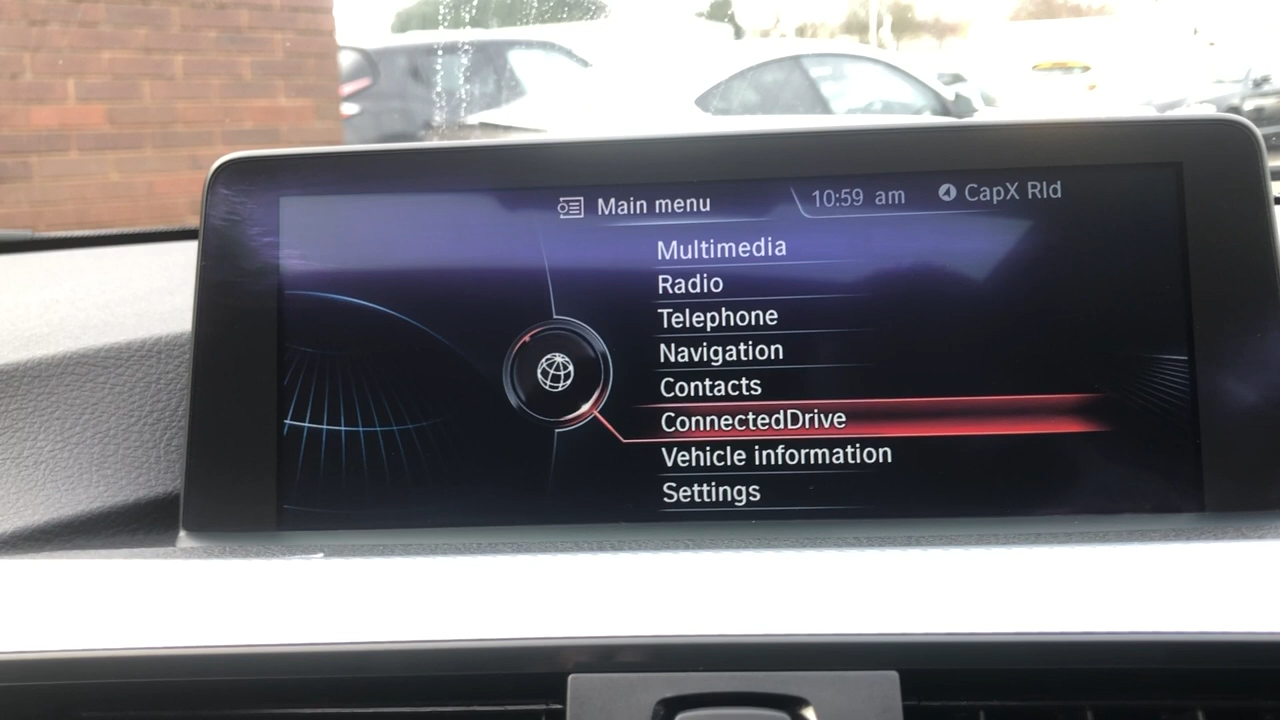 Main menu
10:59 am
CapX Rld
Multimedia
Radio
Telephone
Navigation
Contacts
ConnectedDrive
Vehicle information
Settings